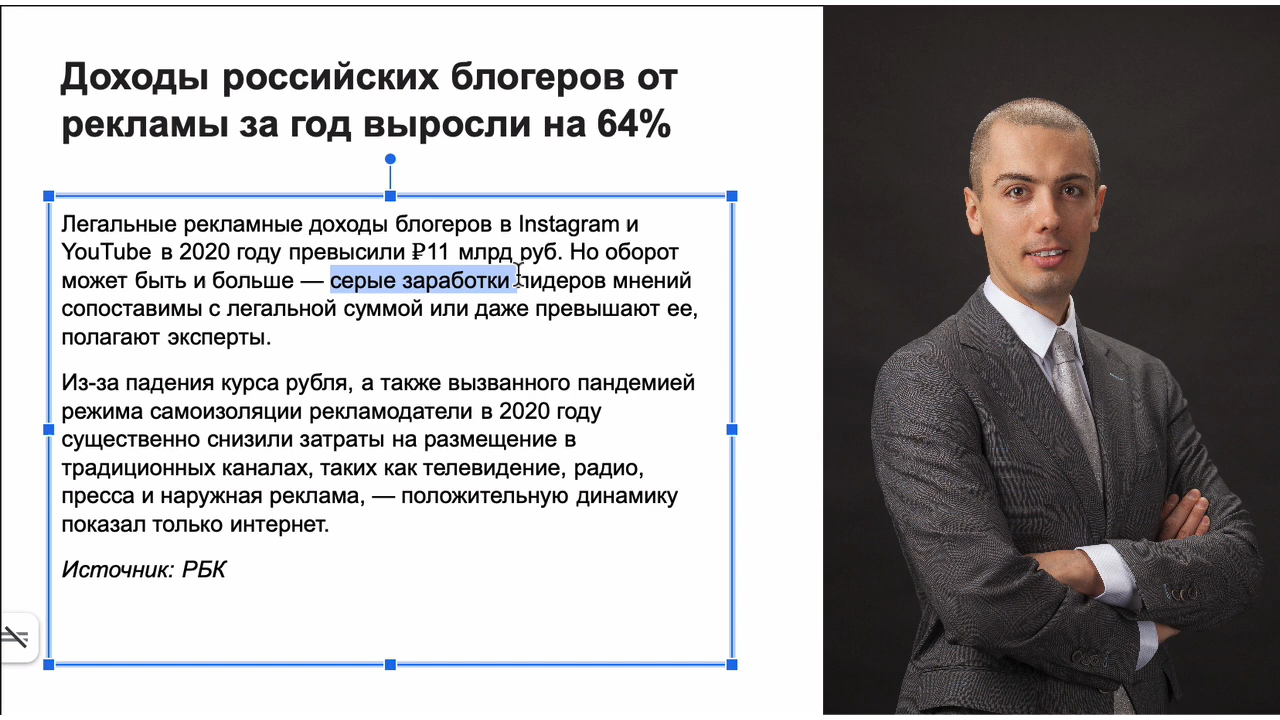 Доходы российских блогеров от
рекламы за год выросли на 64%
Легальные рекламные доходы блогеров в Instagram и
YouTube в 2020 году превысили ₽11 млрд руб. Но оборот
может быть и больше — серые заработки лидеров мнений
сопоставимы с легальной суммой или даже превышают ее,
полагают эксперты.
Из-за падения курса рубля, а также вызванного пандемией
режима самоизоляции рекламодатели в 2020 году
существенно снизили затраты на размещение в
традиционных каналах, таких как телевидение, радио,
пресса и наружная реклама, — положительную динамику
показал только интернет.
Источник: РБК